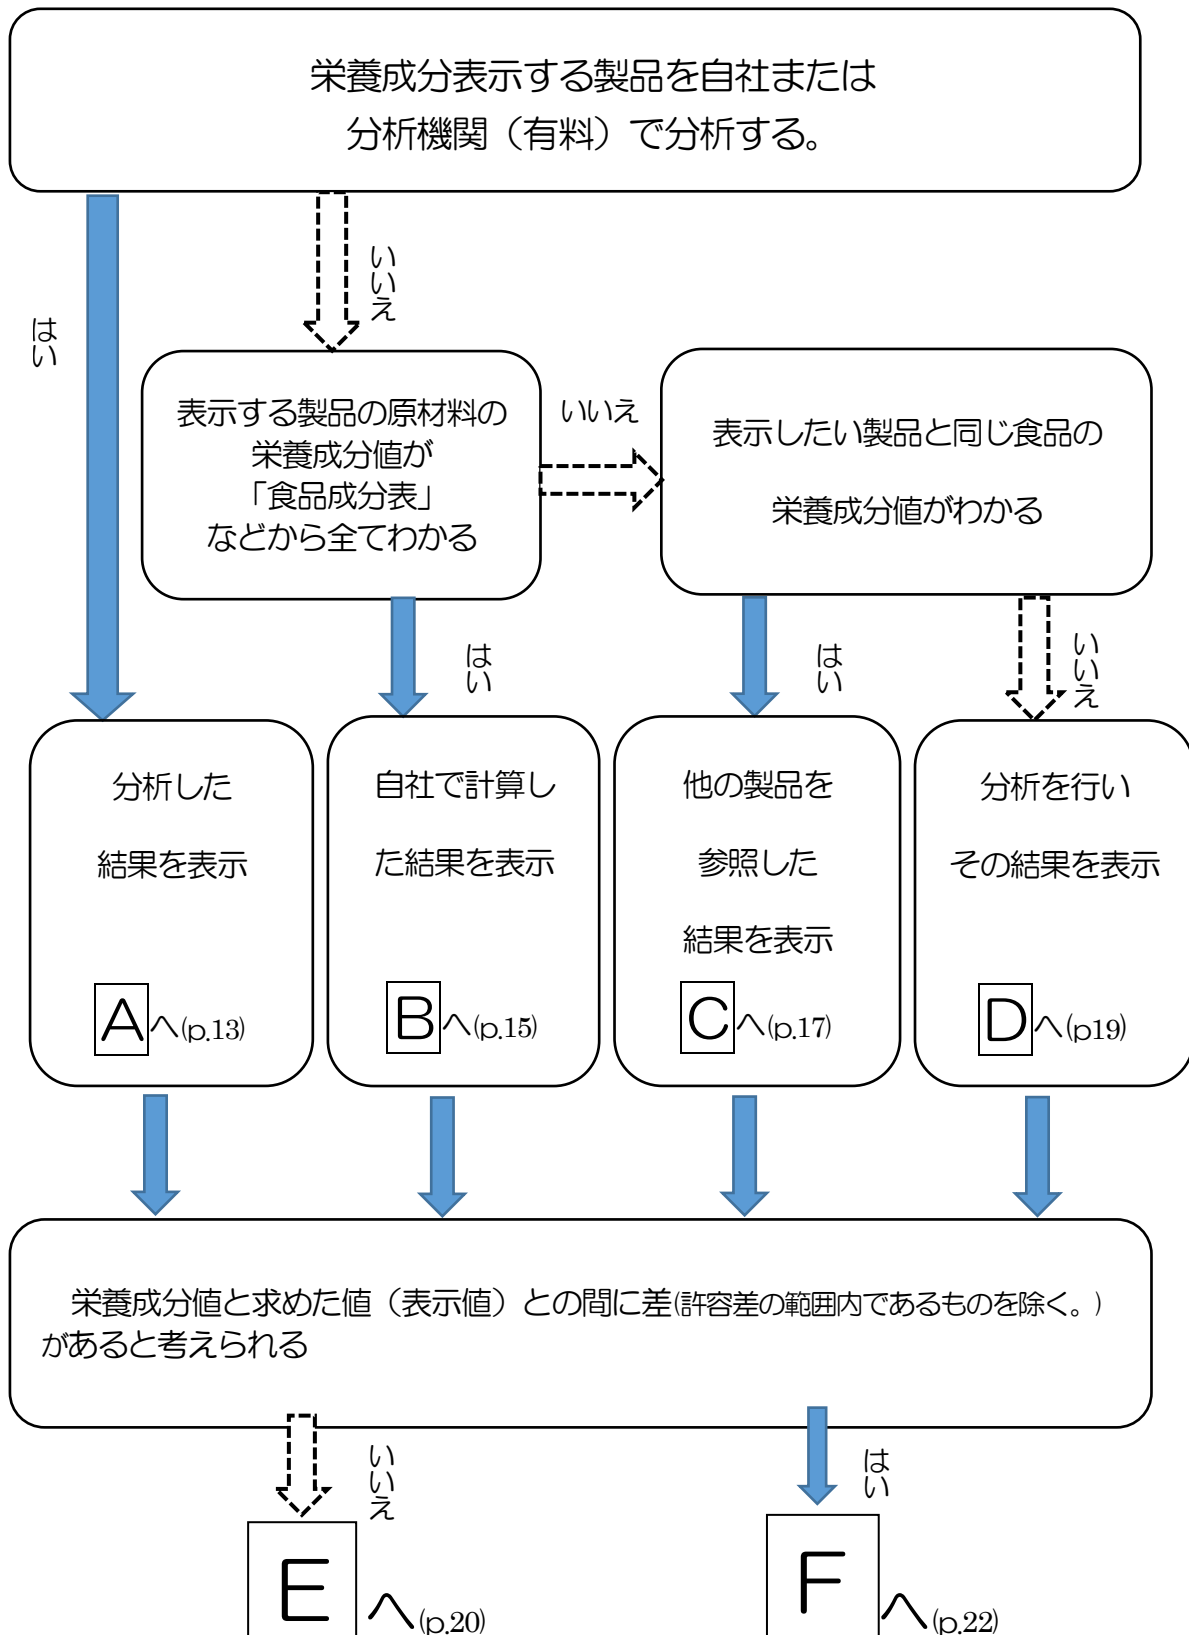 栄養成分表示する製品を自社または
分析機関（有料）で分析する。
はい
いいえ
表示する製品の原材料の
栄養成分値が
「食品成分表」
などから全てわかる
いいえ
表示したい製品と同じ食品の
栄養成分値がわかる
はい
はい
いいえ
分析した
結果を表示
Aへ(p.13)
自社で計算し
た結果を表示
Bへ(p.15)
他の製品を
参照した
結果を表示
Cへ(p.17)
分析を行い
その結果を表示
Dへ(p19)
栄養成分値と求めた値（表示値）との間に差(許容差の範囲内であるものを除く。)
があると考えられる
いいえ
はい
Eへ(p.20)
Fへ(p.22)